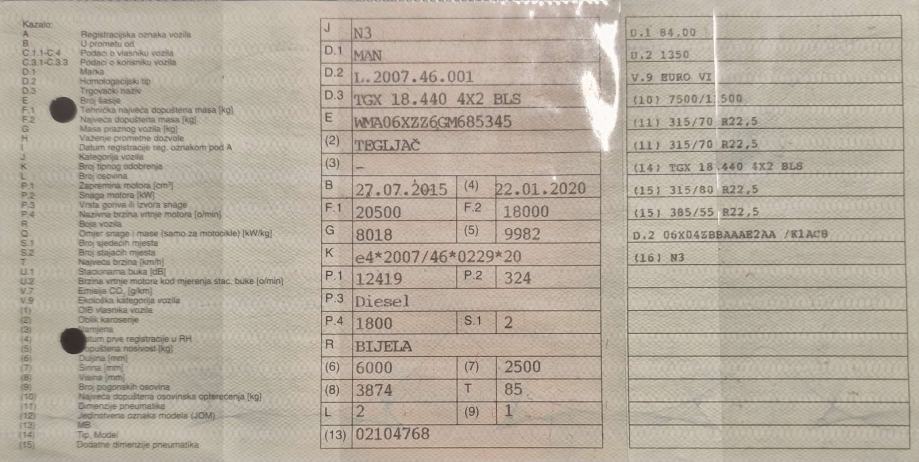 Kazalo:
A Registracijska oznaka vozila
B U prometu od
C.1.1-C.4 Podaci o vlasniku vozila
C.3.1-C.3.3 Podaci o korisniku vozila
D.1 Marka
D.2 Homologacijski tip
D.3 Trgovački naziv
E Broj šasije
F.1 Tehnička najveća dopuštena masa [kg]
F.2 Najveća dopuštena masa [kg]
G Masa praznog vozila [kg]
H Važenje prometne dozvole
I Datum registracije teg. oznakom pod A
J Kategorija vozila
K Broj tipnog odobrenja
L Broj osovina
P.1 Zapremina motora [cm³]
P.2 Snaga motora [kW]
P.3 Vrsta goriva ili izvora snage
P.4 Nazivna brzina vrtnje motora [o/min]
R Boja vozila
Q Omjer snage i mase (samo za motocikle) [kW/kg]
S.1 Broj sjedećih mjesta
S.2 Broj stajaćih mjesta
T Najveća brzina [km/h]
U.1 Stacionarna buka [dB]
U.2 Brzina vrtnje motora kod mjerenja stac. buke [o/min]
V.7 Emisija CO₂ [g/km]
V.9 Ekološka kategorija vozila
(1) OIB vlasnika vozila
(2) Oblik karoserije
(3) Namjena
(4) Datum prve registracije u RH
(5) Dopuštena nosivost [kg]
(6) Duljina [mm]
(7) Širina [mm]
(8) Visina [mm]
(9) Broj pogonskih osovina
(10) Najveća dopuštena osovinska opterećenja [kg]
(11) Dimenzije pneumatika
(12) Jedinstvena oznaka modela (JOM)
(13) MB
(14) Tip, Model
(15) Dodatne dimenzije pneumatika
J N3
D.1 MAN
D.2 L.2007.46.001
D.3 TGX 18.440 4X2 BLS
E WMA06XZZ6GM685345
(2) TEGLJAČ
(3) –
B 27.07.2015 (4) 22.01.2020
F.1 20500 F.2 18000
G 8018 (5) 9982
K e4*2007/46*0229*20
P.1 12419 P.2 324
P.3 Diesel
P.4 1800 S.1 2
R BIJELA
(6) 6000 (7) 2500
(8) 3874 T 85
L 2 (9) 1
(13) 02104768
U.1 84,00
U.2 1350
V.9 EURO VI
(10) 7500/11500
(11) 315/70 R22,5
(11) 315/70 R22,5
(14) TGX 18.440 4X2 BLS
(15) 315/80 R22,5
(15) 385/55 R22,5
D.2 06X04ZBBAAAE2AA /K1AC8
(16) N3